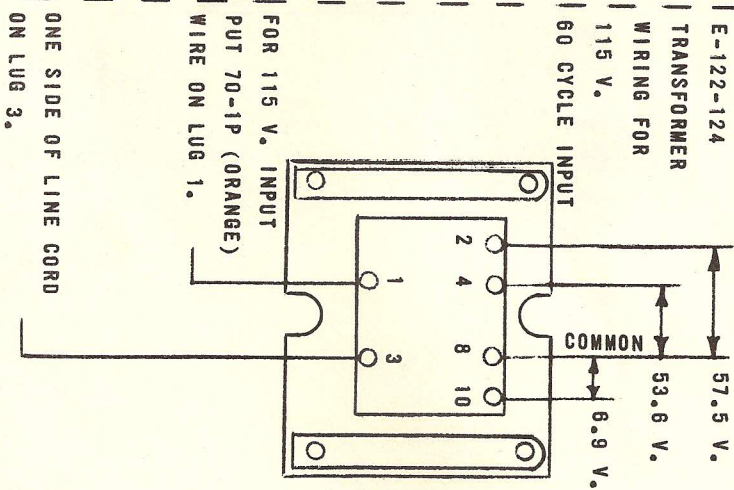 E-122-124
TRANSFORMER
WIRING FOR
115 V.
60 CYCLE INPUT
57.5 V.
53.6 V.
6.9 V.
COMMON
2
4
8
10
1
3
FOR 115 V. INPUT
PUT 70-1P (ORANGE)
WIRE ON LUG 1.
ONE SIDE OF LINE CORD
ON LUG 3.